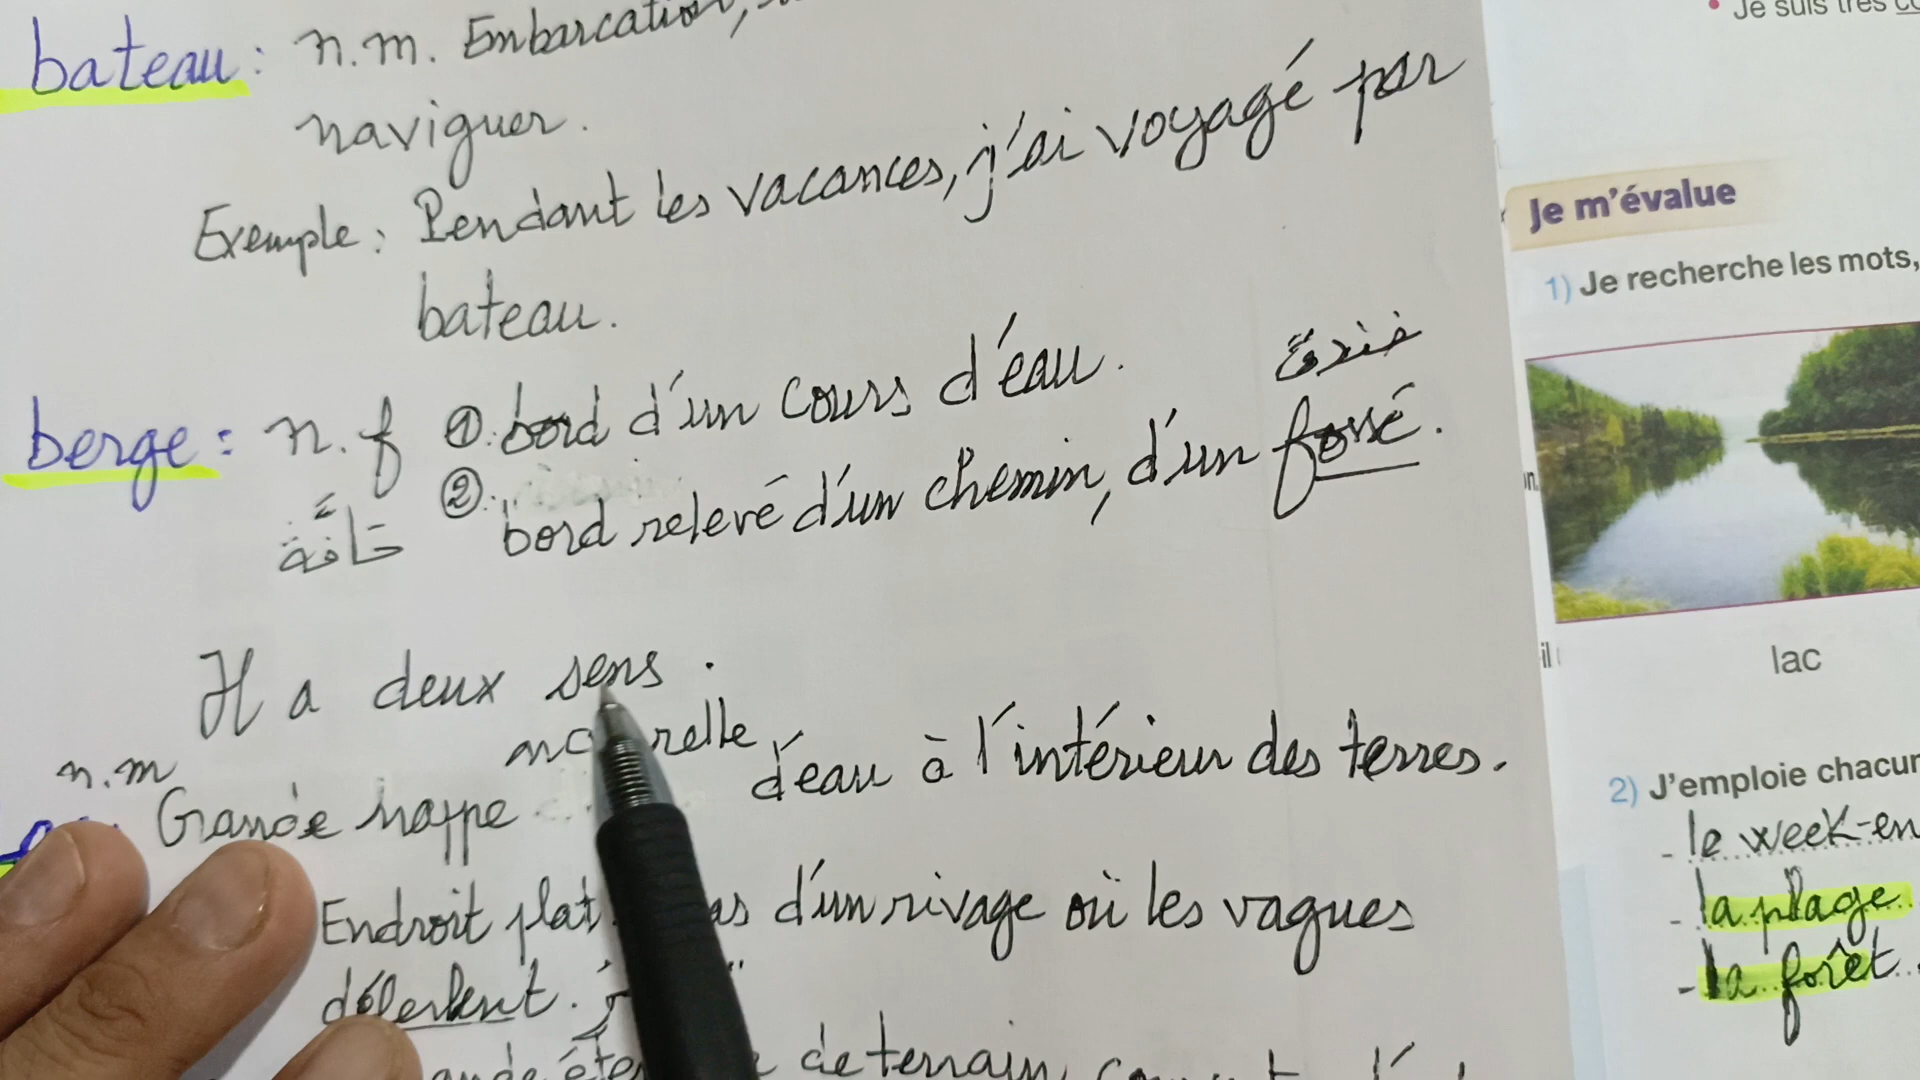 bateau : n.m. Embarcation,
naviguer.
Exemple : Pendant les vacances, j'ai voyagé par
bateau.
berge : n.f ①. bord d'un cours d'eau.
②. bord relevé d'un chemin, d'un fossé.
حَافَّة
Il a deux sens.
n.m
Grande nappe d'eau à l'intérieur des terres.
Endroit plat d'un rivage où les vagues
déferlent.
de terrain
• Je suis très
Je m'évalue
1) Je recherche les mots,
lac
2) J'emploie chacun
- le week-en
- la plage
- la forêt.